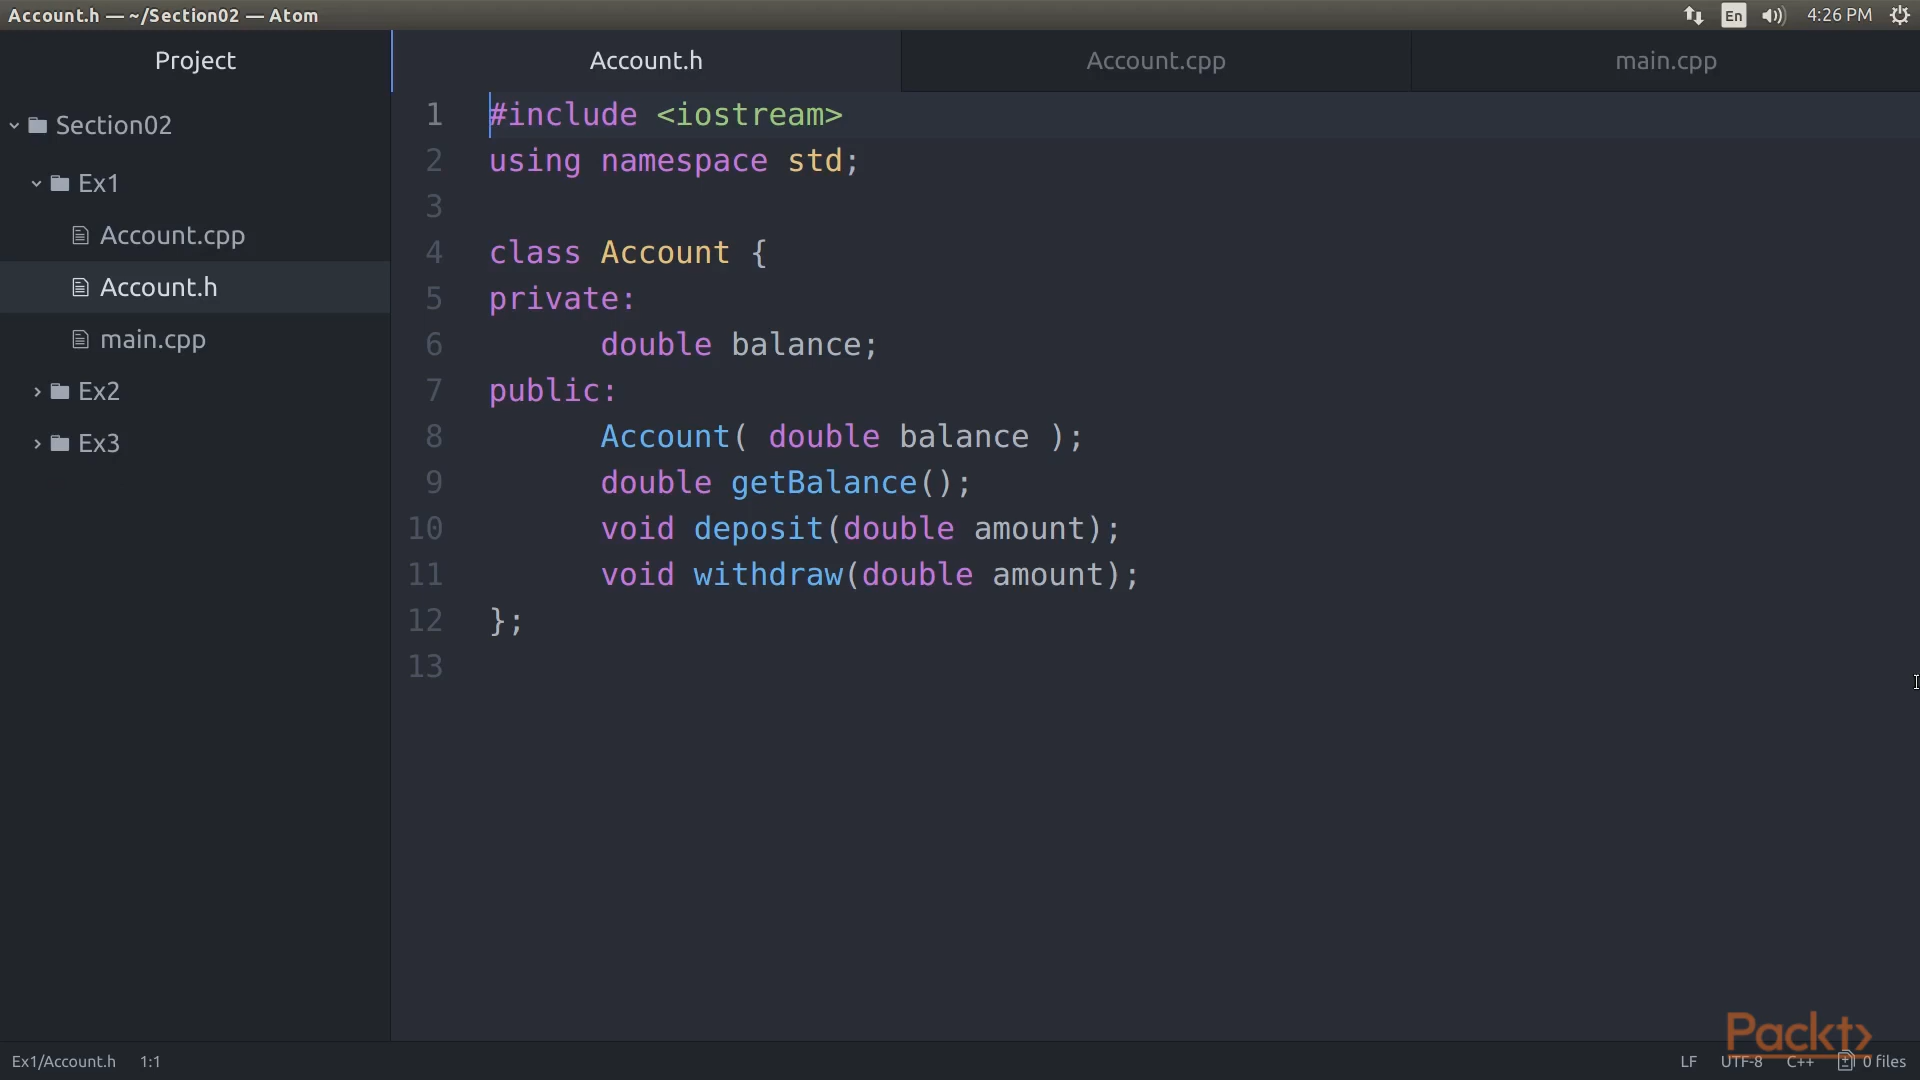 Account.h — ~/Section02 — Atom
En
4:26 PM
Project
Account.h
Account.cpp
main.cpp
Section02
Ex1
Account.cpp
Account.h
main.cpp
Ex2
Ex3
1 #include <iostream>
2 using namespace std;
3
4 class Account {
5 private:
6 double balance;
7 public:
8 Account( double balance );
9 double getBalance();
10 void deposit(double amount);
11 void withdraw(double amount);
12 };
13
Packt
Ex1/Account.h 1:1
LF UTF-8 C++ 0 files